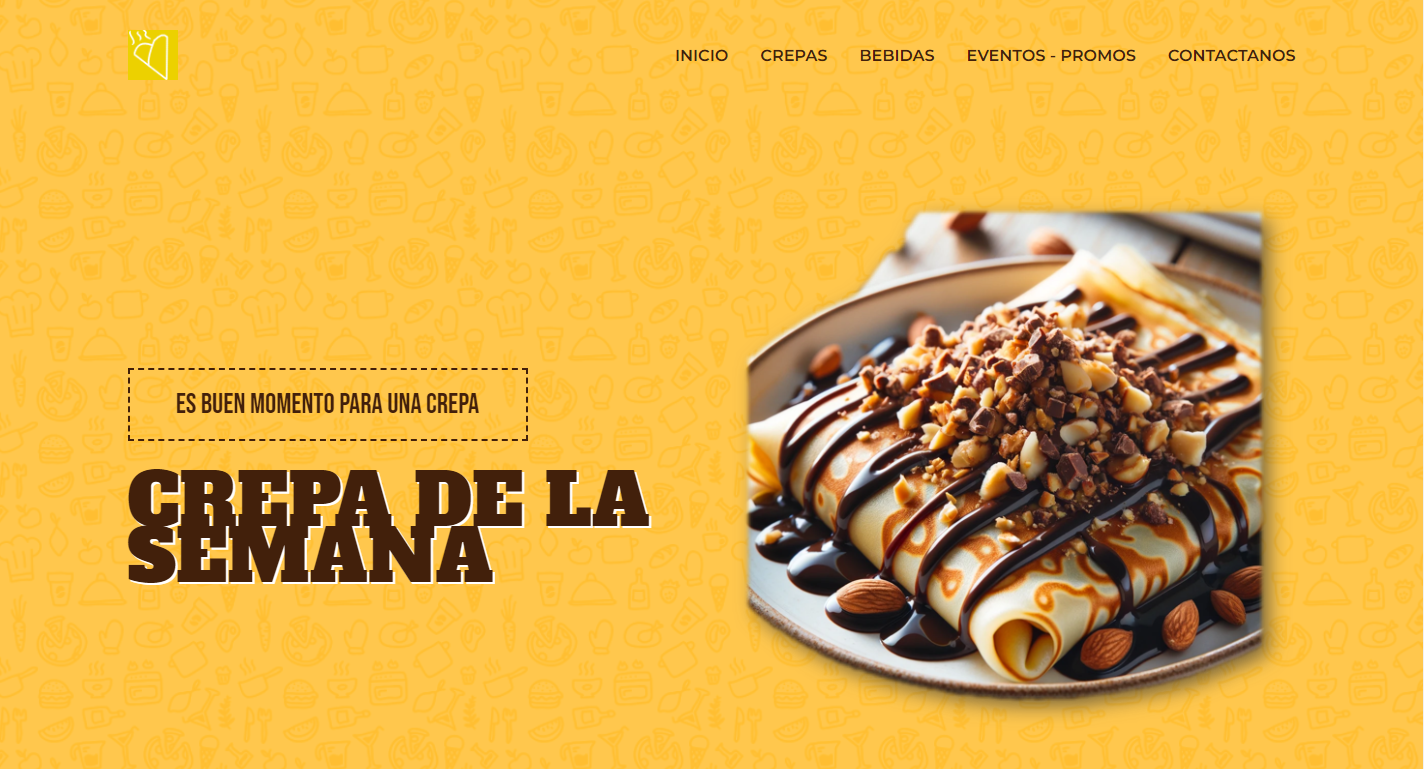 INICIO CREPAS BEBIDAS EVENTOS - PROMOS CONTACTANOS
ES BUEN MOMENTO PARA UNA CREPA
CREPA DE LA
SEMANA